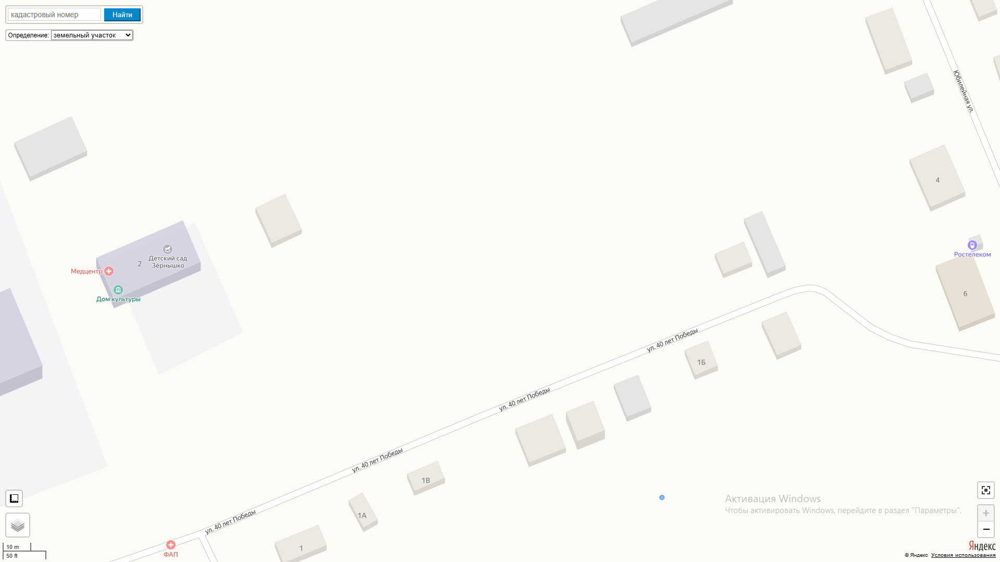 кадастровый номер
Найти
Определение:
земельный участок
Юбилейная ул.
4
Ростелеком
6
2
Детский сад
Зёрнышко
Медцентр
Дом культуры
ул. 40 лет Победы
1Б
ул. 40 лет Победы
ул. 40 лет Победы
1В
1А
ул. 40 лет Победы
1
ФАП
Активация Windows
Чтобы активировать Windows, перейдите в раздел "Параметры".
+
−
10 m
50 ft
Яндекс
© Яндекс Условия использования